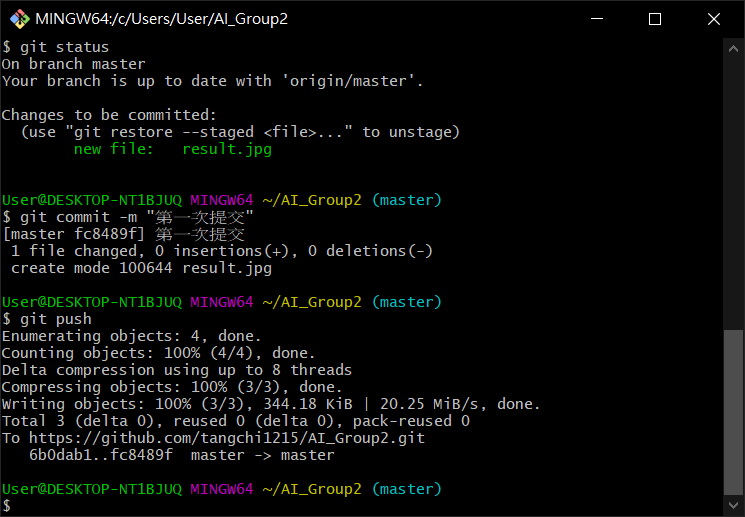 MINGW64:/c/Users/User/AI_Group2
$ git status
On branch master
Your branch is up to date with 'origin/master'.
Changes to be committed:
(use "git restore --staged <file>..." to unstage)
new file: result.jpg
User@DESKTOP-NT1BJUQ MINGW64 ~/AI_Group2 (master)
$ git commit -m "第一次提交"
[master fc8489f] 第一次提交
1 file changed, 0 insertions(+), 0 deletions(-)
create mode 100644 result.jpg
User@DESKTOP-NT1BJUQ MINGW64 ~/AI_Group2 (master)
$ git push
Enumerating objects: 4, done.
Counting objects: 100% (4/4), done.
Delta compression using up to 8 threads
Compressing objects: 100% (3/3), done.
Writing objects: 100% (3/3), 344.18 KiB | 20.25 MiB/s, done.
Total 3 (delta 0), reused 0 (delta 0), pack-reused 0
To https://github.com/tangchi1215/AI_Group2.git
6b0dab1..fc8489f master -> master
User@DESKTOP-NT1BJUQ MINGW64 ~/AI_Group2 (master)
$